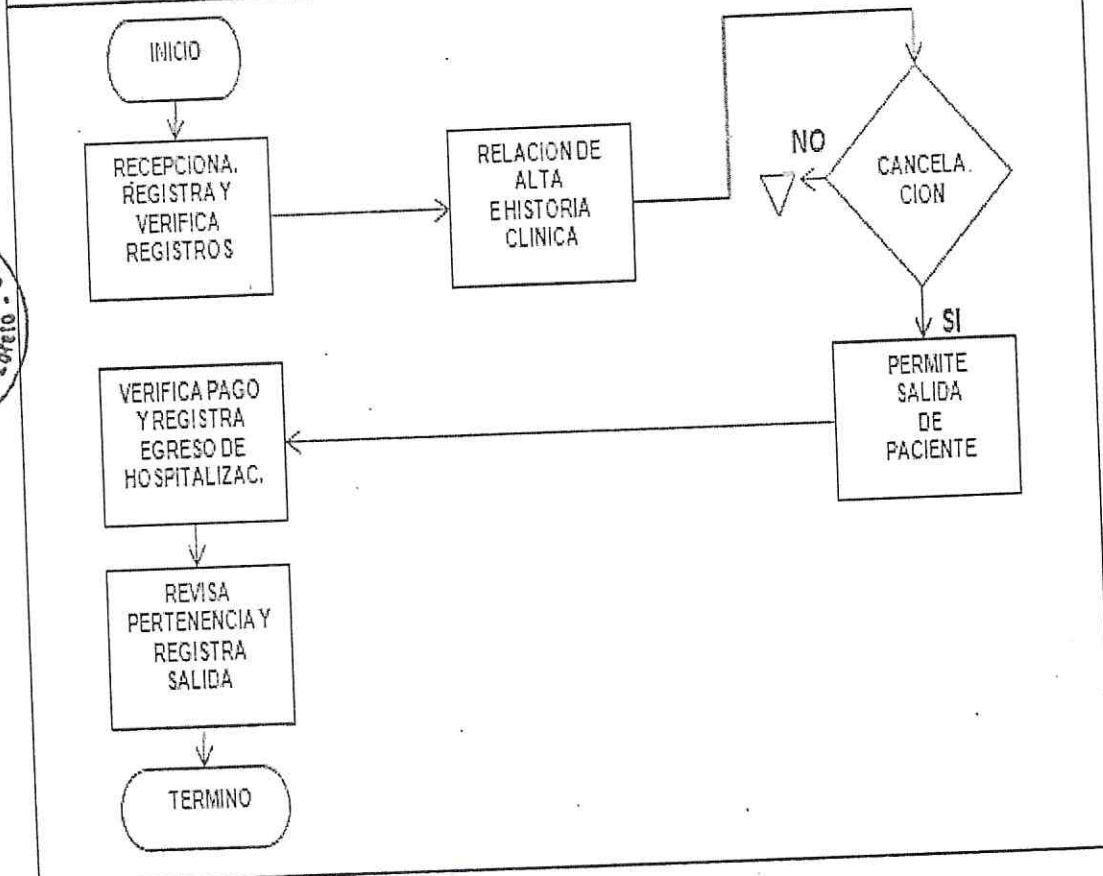 INICIO
RECEPCIONA.
REGISTRA Y
VERIFICA
REGISTROS
RELACION DE
ALTA
E HISTORIA
CLINICA
NO
CANCELA.
CION
SI
PERMITE
SALIDA
DE
PACIENTE
VERIFICA PAGO
Y REGISTRA
EGRESO DE
HOSPITALIZAC.
REVISA
PERTENENCIA Y
REGISTRA
SALIDA
TERMINO
Loreto -